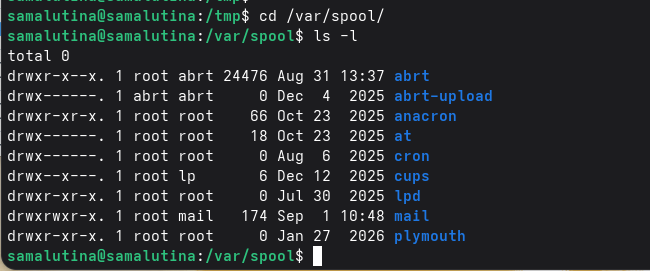 samalutina@samalutina:/tmp$ cd /var/spool/
samalutina@samalutina:/var/spool$ ls -l
total 0
drwxr-x--x. 1 root abrt 24476 Aug 31 13:37 abrt
drwx------. 1 abrt abrt     0 Dec  4  2025 abrt-upload
drwxr-xr-x. 1 root root    66 Oct 23  2025 anacron
drwx------. 1 root root    18 Oct 23  2025 at
drwx------. 1 root root     0 Aug  6  2025 cron
drwx--x---. 1 root lp       6 Dec 12  2025 cups
drwxr-xr-x. 1 root root     0 Jul 30  2025 lpd
drwxrwxr-x. 1 root mail   174 Sep  1 10:48 mail
drwxr-xr-x. 1 root root     0 Jan 27  2026 plymouth
samalutina@samalutina:/var/spool$